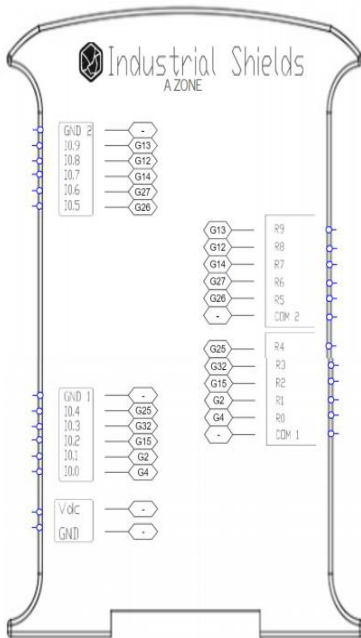 Industrial Shields
A ZONE
GND 2 -
I0.9 G13
I0.8 G12
I0.7 G14
I0.6 G27
I0.5 G26
G13 R9
G12 R8
G14 R7
G27 R6
G26 R5
- COM 2
G25 R4
G32 R3
G15 R2
G2 R1
G4 R0
- COM 1
GND 1 -
I0.4 G25
I0.3 G32
I0.2 G15
I0.1 G2
I0.0 G4
Vdc -
GND -